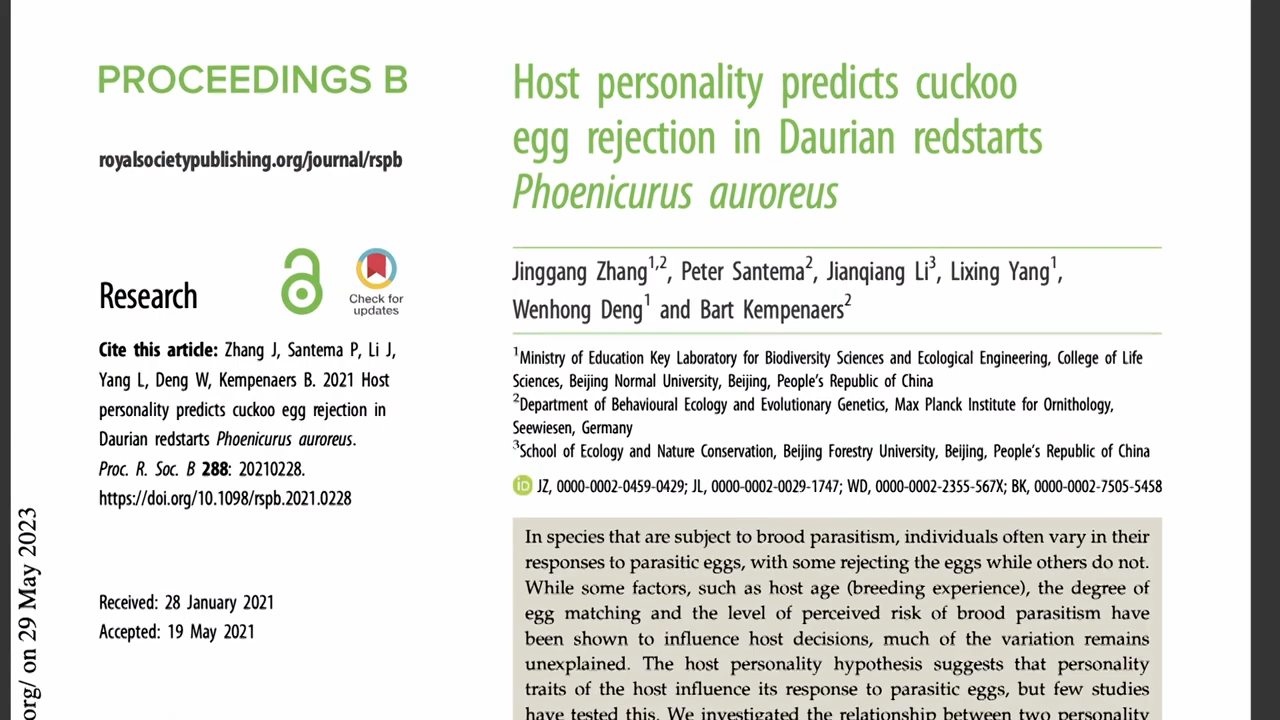 PROCEEDINGS B
royalsocietypublishing.org/journal/rspb
Research
Check for
updates
Cite this article: Zhang J, Santema P, Li J,
Yang L, Deng W, Kempenaers B. 2021 Host
personality predicts cuckoo egg rejection in
Daurian redstarts Phoenicurus auroreus.
Proc. R. Soc. B 288: 20210228.
https://doi.org/10.1098/rspb.2021.0228
Received: 28 January 2021
Accepted: 19 May 2021
org/ on 29 May 2023
Host personality predicts cuckoo
egg rejection in Daurian redstarts
Phoenicurus auroreus
Jinggang Zhang1,2, Peter Santema2, Jianqiang Li3, Lixing Yang1,
Wenhong Deng1 and Bart Kempenaers2
1Ministry of Education Key Laboratory for Biodiversity Sciences and Ecological Engineering, College of Life
Sciences, Beijing Normal University, Beijing, People's Republic of China
2Department of Behavioural Ecology and Evolutionary Genetics, Max Planck Institute for Ornithology,
Seewiesen, Germany
3School of Ecology and Nature Conservation, Beijing Forestry University, Beijing, People's Republic of China
iD JZ, 0000-0002-0459-0429; JL, 0000-0002-0029-1747; WD, 0000-0002-2355-567X; BK, 0000-0002-7505-5458
In species that are subject to brood parasitism, individuals often vary in their
responses to parasitic eggs, with some rejecting the eggs while others do not.
While some factors, such as host age (breeding experience), the degree of
egg matching and the level of perceived risk of brood parasitism have
been shown to influence host decisions, much of the variation remains
unexplained. The host personality hypothesis suggests that personality
traits of the host influence its response to parasitic eggs, but few studies
have tested this. We investigated the relationship between two personality